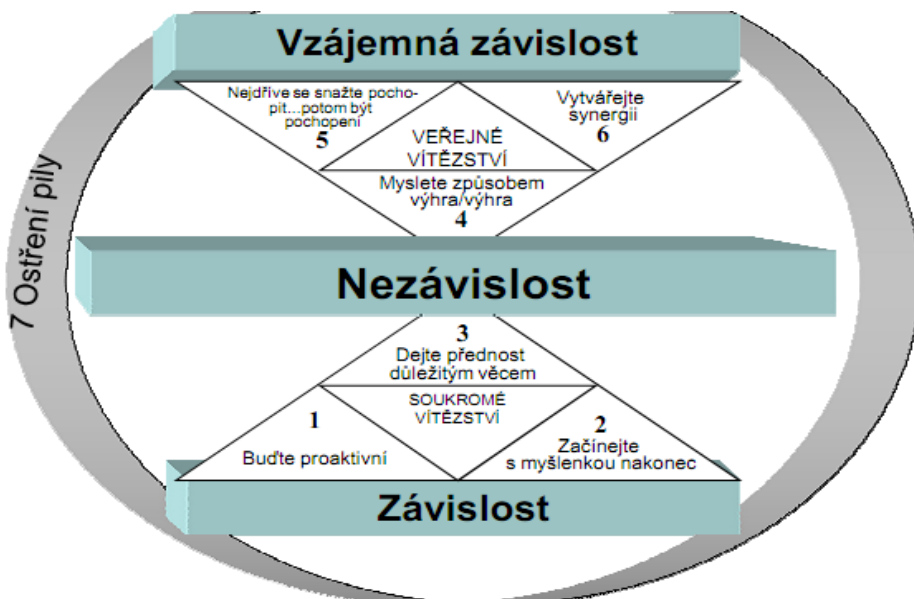 Vzájemná závislost
Nejdříve se snažte pocho-
pit...potom být
pochopení
5
Vytvářejte
synergii
6
VEŘEJNÉ
VÍTĚZSTVÍ
Myslete způsobem
výhra/výhra
4
7 Ostření pily
Nezávislost
3
Dejte přednost
důležitým věcem
SOUKROMÉ
VÍTĚZSTVÍ
1
Buďte proaktivní
2
Začínejte
s myšlenkou nakonec
Závislost